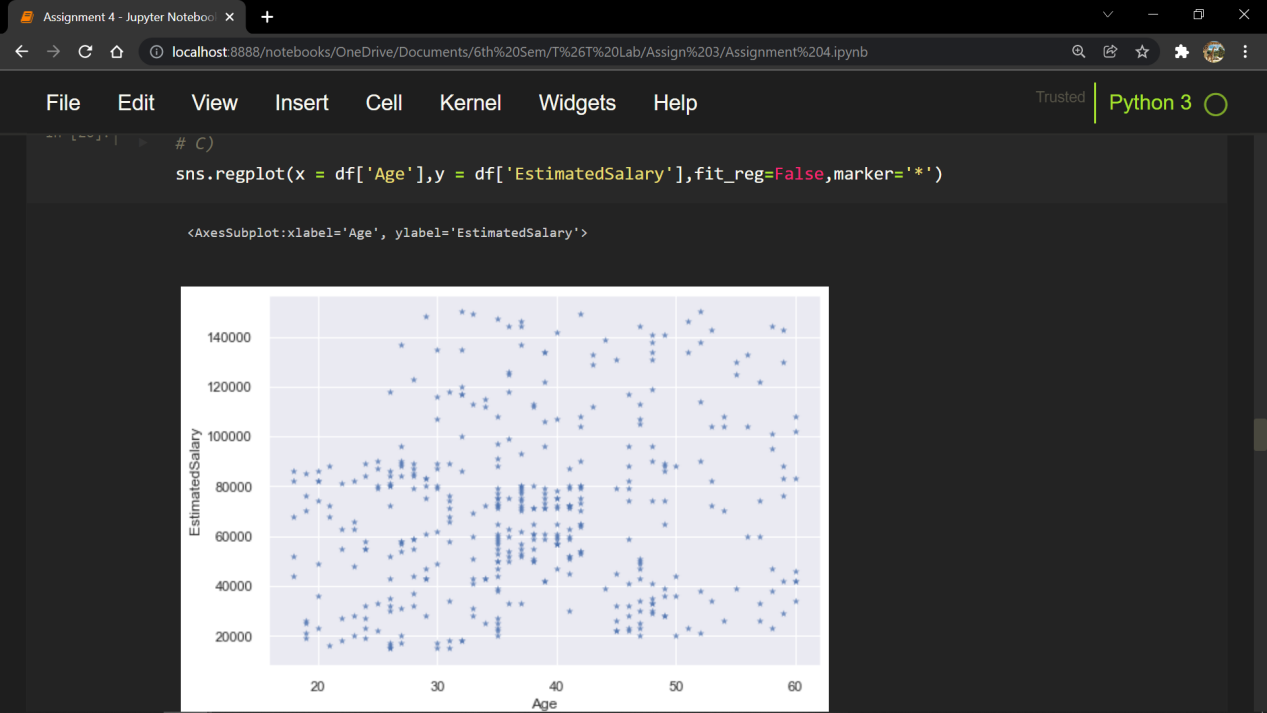 Assignment 4 - Jupyter Noteboo
localhost:8888/notebooks/OneDrive/Documents/6th%20Sem/T%26T%20Lab/Assign%203/Assignment%204.ipynb
File Edit View Insert Cell Kernel Widgets Help
Trusted Python 3
# C)
sns.regplot(x = df['Age'],y = df['EstimatedSalary'],fit_reg=False,marker='*')
<AxesSubplot:xlabel='Age', ylabel='EstimatedSalary'>
140000
120000
100000
80000
60000
40000
20000
EstimatedSalary
20 30 40 50 60
Age